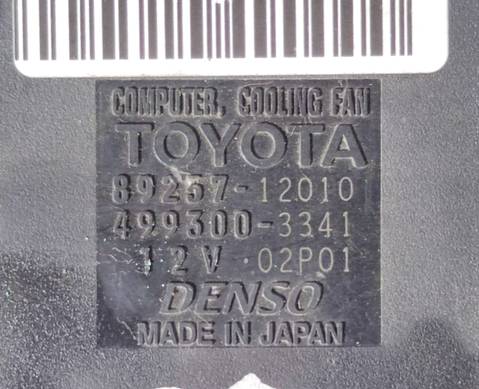 COMPUTER, COOLING FAN
TOYOTA
89257-12010
499300-3341
12V 02P01
DENSO
MADE IN JAPAN